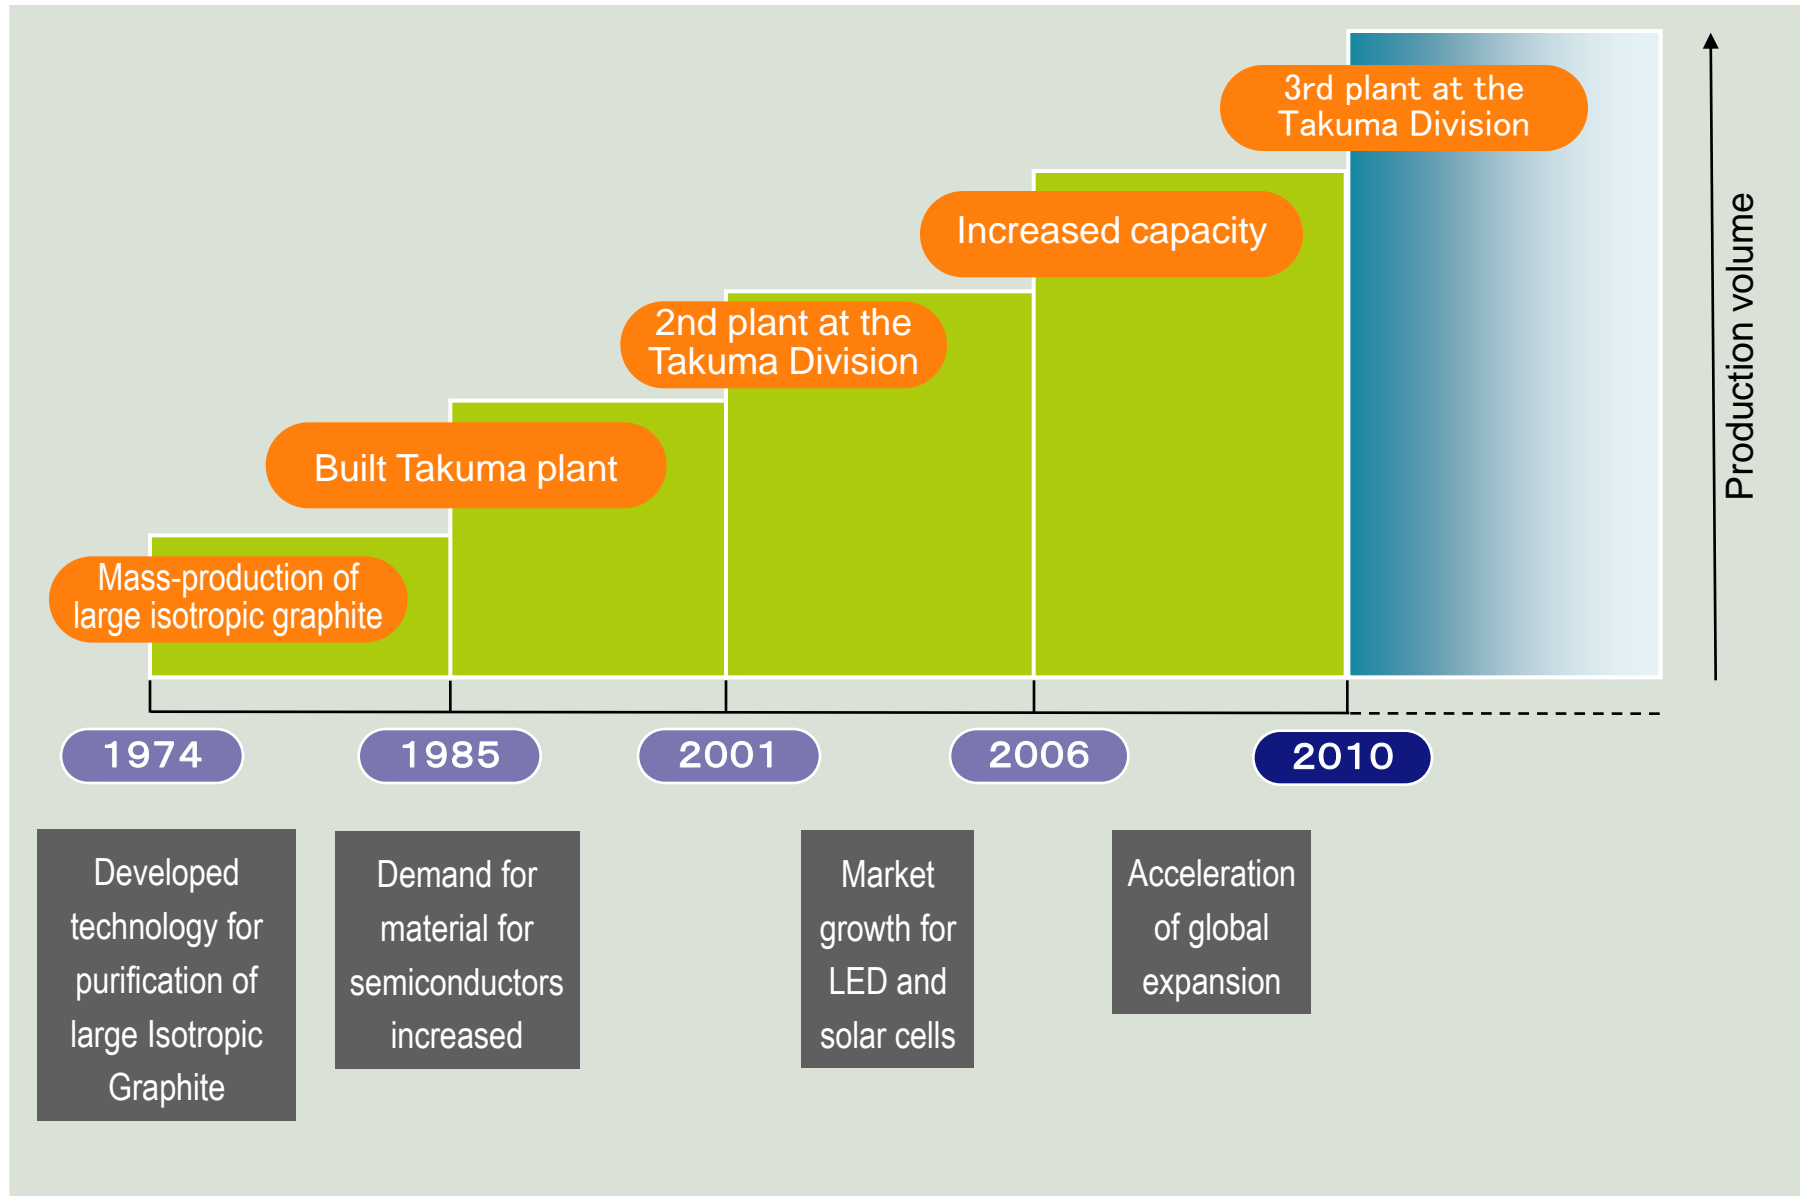 3rd plant at the
Takuma Division
Increased capacity
2nd plant at the
Takuma Division
Built Takuma plant
Mass-production of
large isotropic graphite
Production volume
1974
1985
2001
2006
2010
Developed
technology for
purification of
large Isotropic
Graphite
Demand for
material for
semiconductors
increased
Market
growth for
LED and
solar cells
Acceleration
of global
expansion